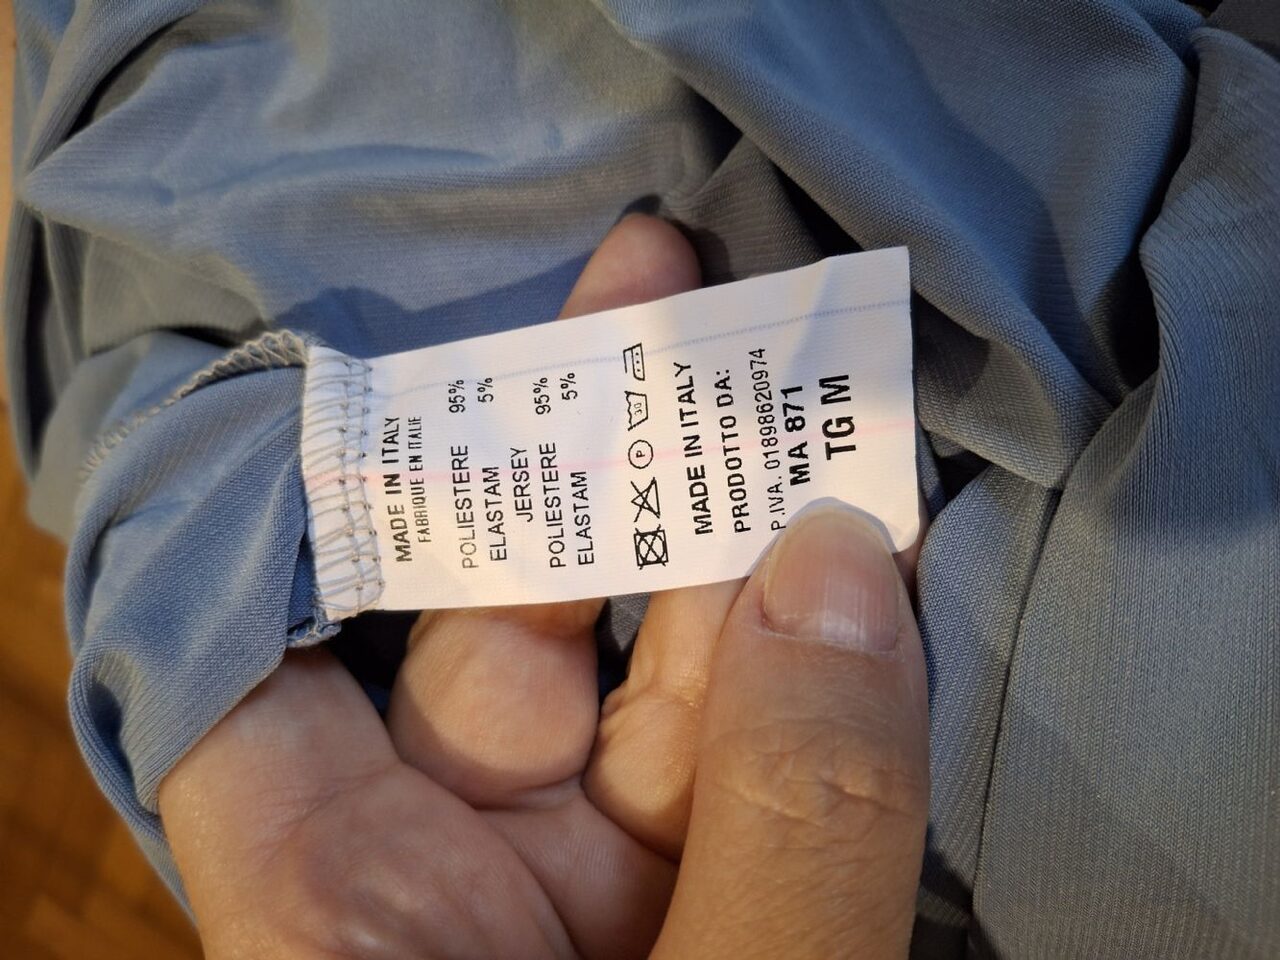 MADE IN ITALY
FABRIQUE EN ITALIE
POLIESTERE 95%
ELASTAM 5%
JERSEY
POLIESTERE 95%
ELASTAM 5%
P 30
MADE IN ITALY
PRODOTTO DA:
P.IVA. 01898620974
MA 871
TG M